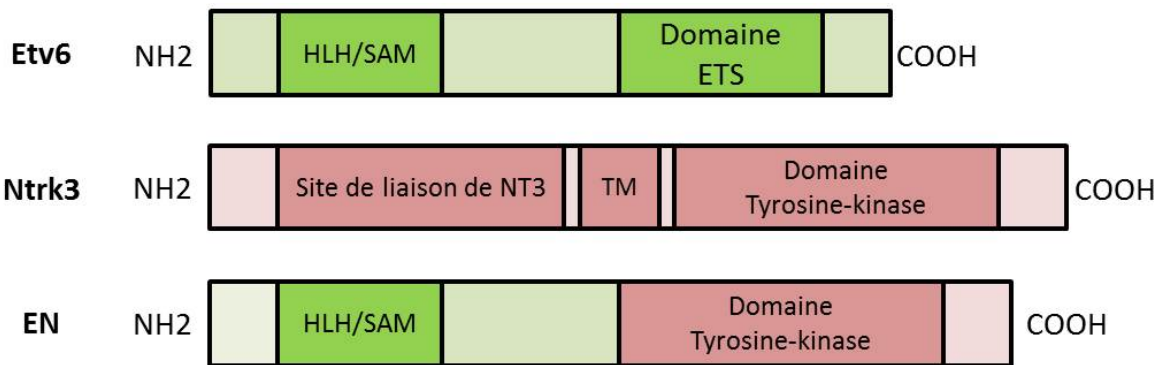 Etv6 NH2 HLH/SAM Domaine ETS COOH
Ntrk3 NH2 Site de liaison de NT3 TM Domaine Tyrosine-kinase COOH
EN NH2 HLH/SAM Domaine Tyrosine-kinase COOH